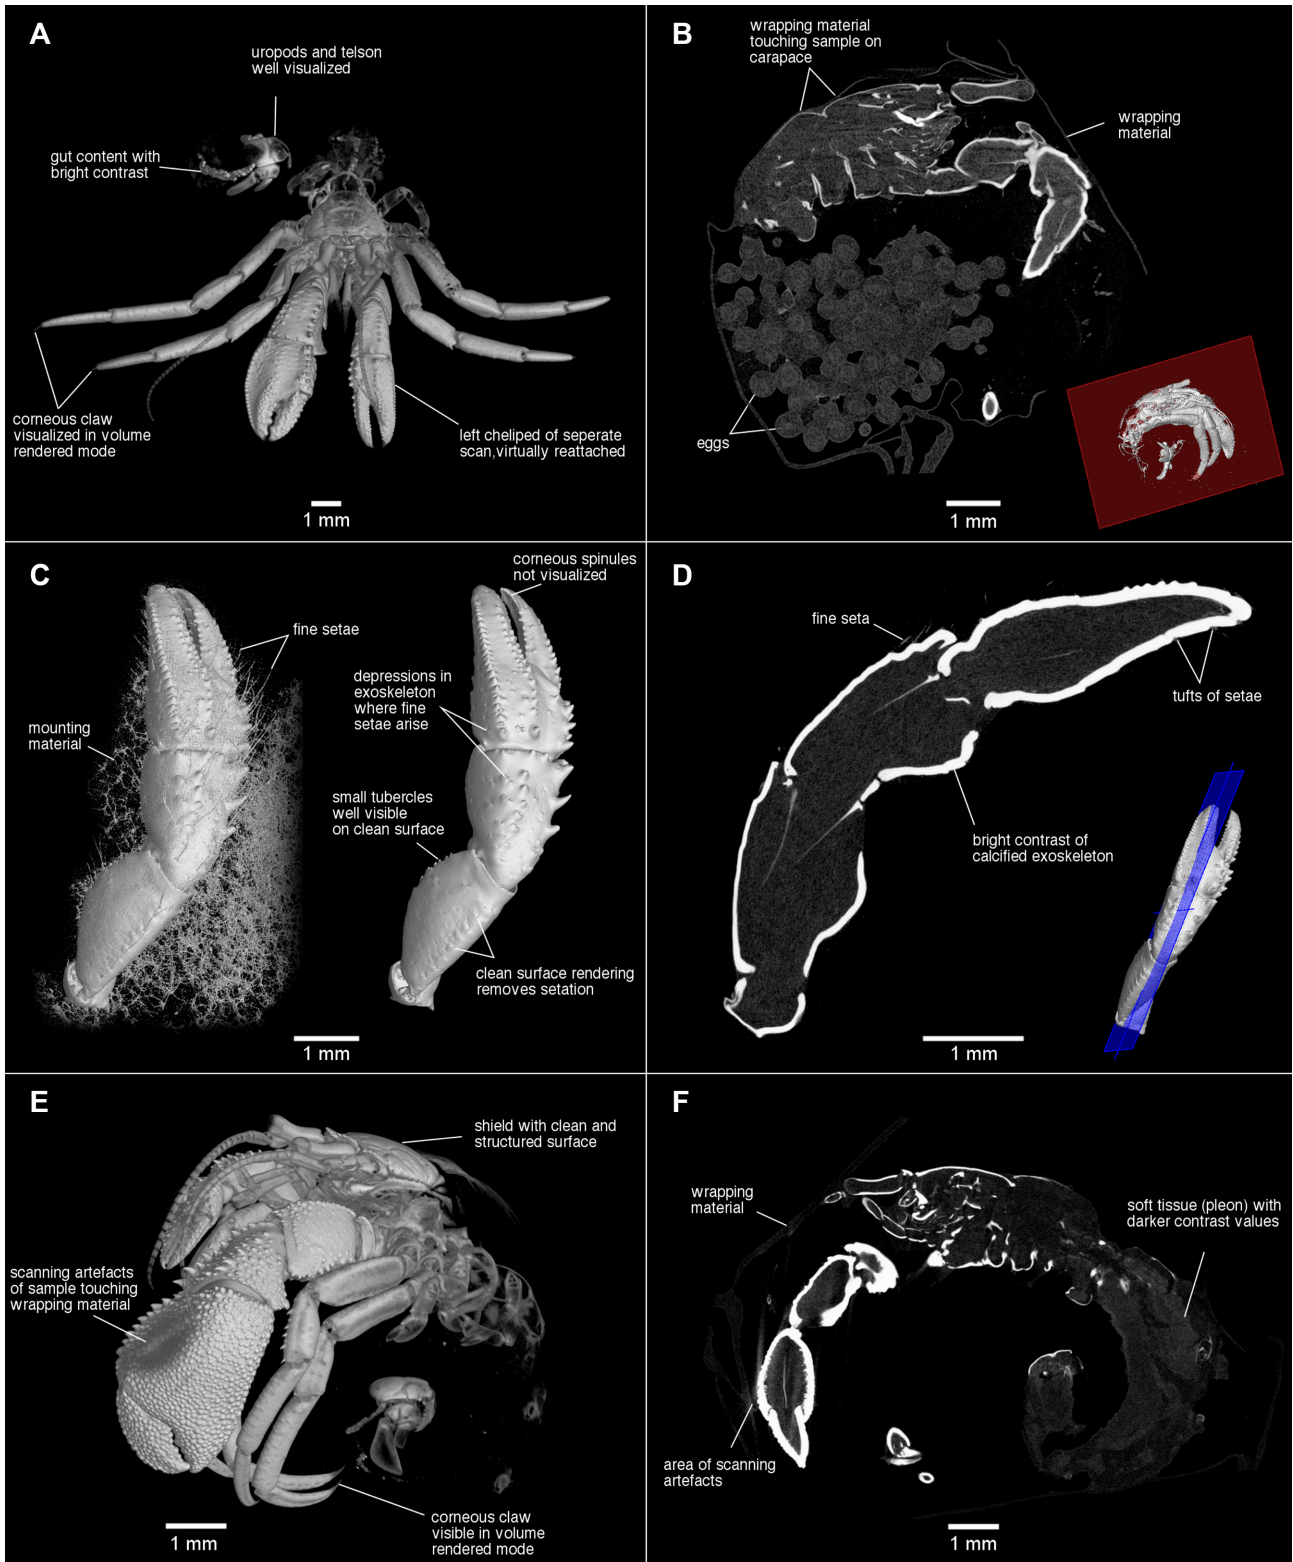 A
uropods and telson
well visualized
gut content with
bright contrast
corneous claw
visualized in volume
rendered mode
left cheliped of seperate
scan,virtually reattached
1 mm
B
wrapping material
touching sample on
carapace
wrapping
material
eggs
1 mm
C
corneous spinules
not visualized
fine setae
depressions in
exoskeleton
where fine
setae arise
mounting
material
small tubercles
well visible
on clean surface
clean surface rendering
removes setation
1 mm
D
fine seta
tufts of setae
bright contrast of
calcified exoskeleton
1 mm
E
shield with clean and
structured surface
scanning artefacts
of sample touching
wrapping material
corneous claw
visible in volume
rendered mode
1 mm
F
wrapping
material
soft tissue (pleon) with
darker contrast values
area of scanning
artefacts
1 mm